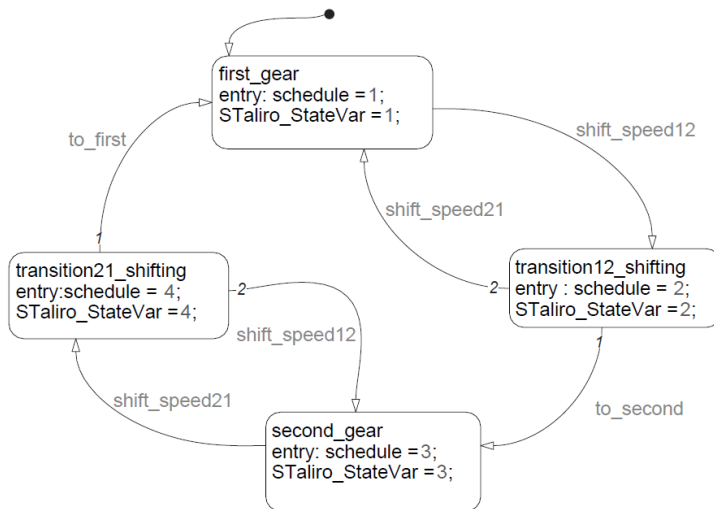 first_gear
entry: schedule =1;
STaliro_StateVar =1;
to_first
shift_speed12
shift_speed21
1
transition21_shifting
entry:schedule = 4;
STaliro_StateVar =4;
2
shift_speed12
2
transition12_shifting
entry : schedule = 2;
STaliro_StateVar =2;
1
shift_speed21
to_second
second_gear
entry: schedule =3;
STaliro_StateVar =3;